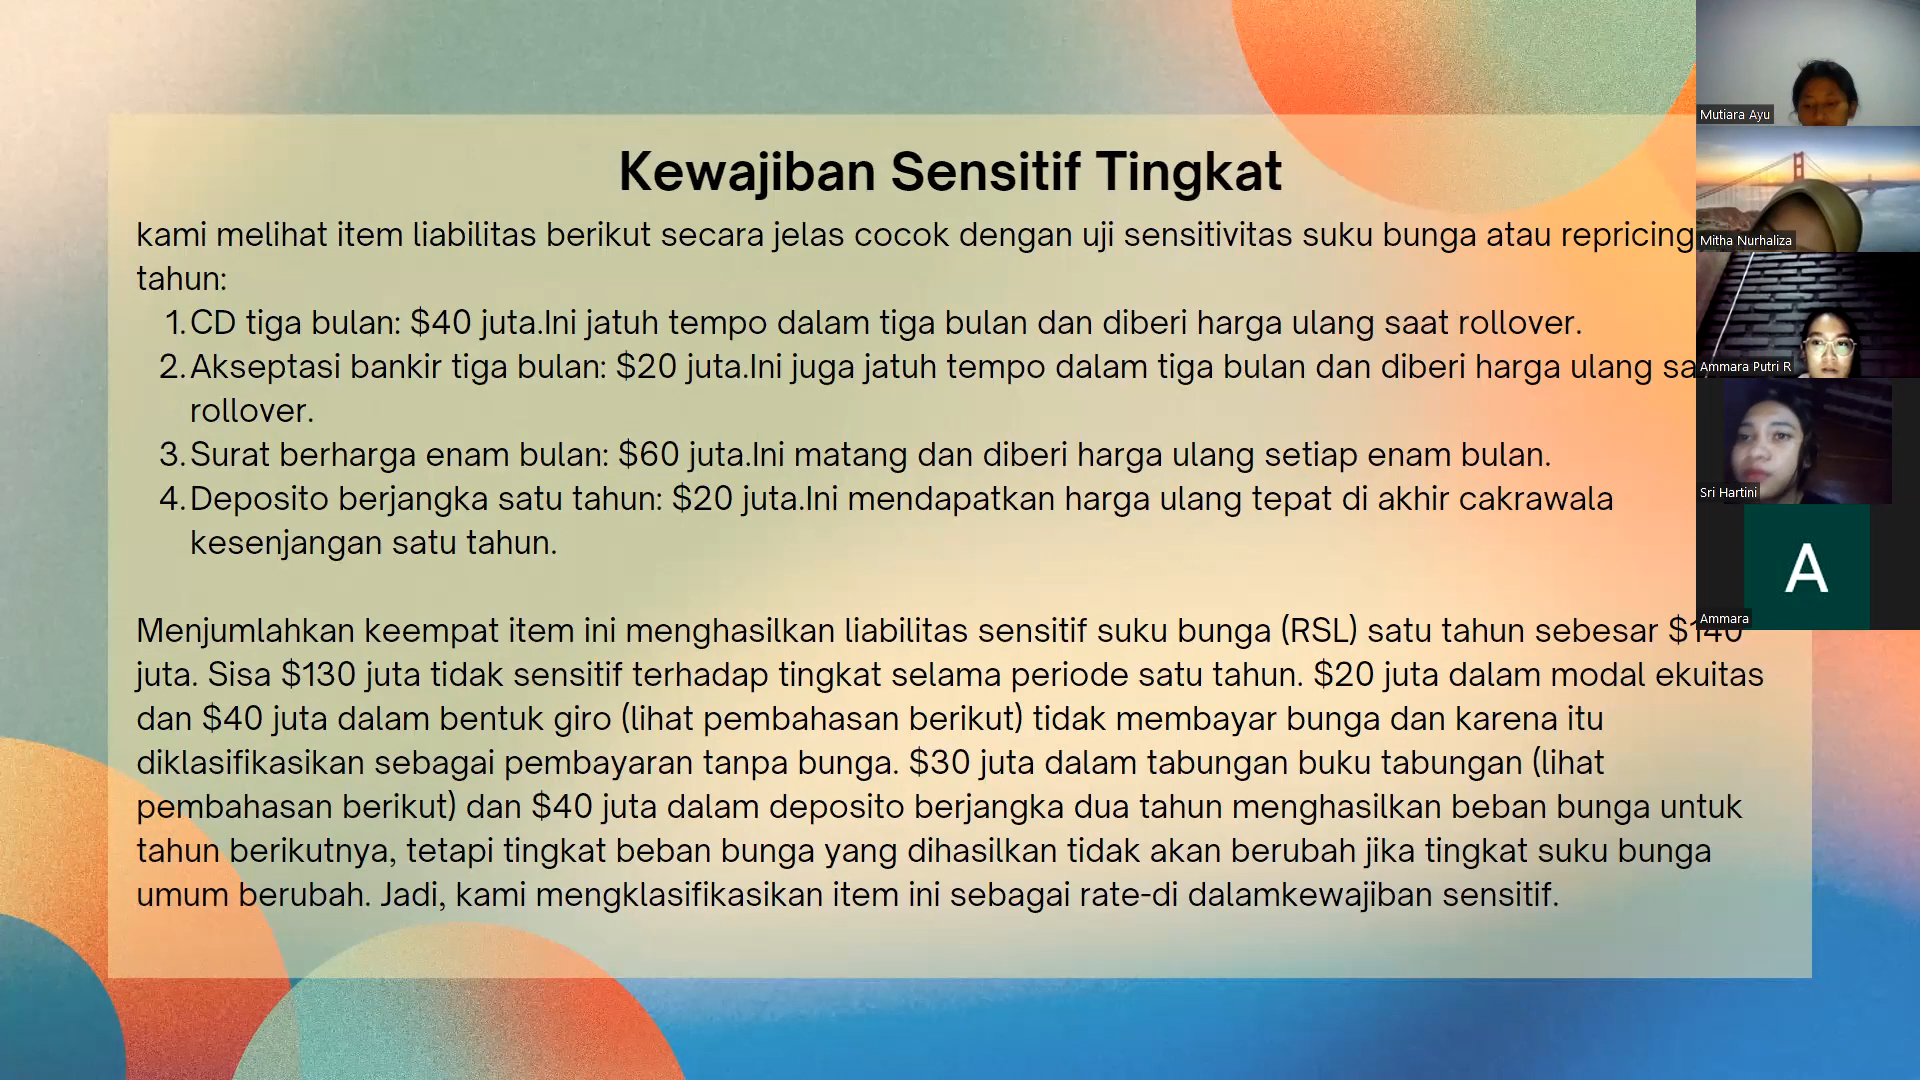 Kewajiban Sensitif Tingkat
kami melihat item liabilitas berikut secara jelas cocok dengan uji sensitivitas suku bunga atau repricing
tahun:
1. CD tiga bulan: $40 juta.Ini jatuh tempo dalam tiga bulan dan diberi harga ulang saat rollover.
2. Akseptasi bankir tiga bulan: $20 juta.Ini juga jatuh tempo dalam tiga bulan dan diberi harga ulang
rollover.
3. Surat berharga enam bulan: $60 juta.Ini matang dan diberi harga ulang setiap enam bulan.
4. Deposito berjangka satu tahun: $20 juta.Ini mendapatkan harga ulang tepat di akhir cakrawala
kesenjangan satu tahun.
Menjumlahkan keempat item ini menghasilkan liabilitas sensitif suku bunga (RSL) satu tahun sebesar $140
juta. Sisa $130 juta tidak sensitif terhadap tingkat selama periode satu tahun. $20 juta dalam modal ekuitas
dan $40 juta dalam bentuk giro (lihat pembahasan berikut) tidak membayar bunga dan karena itu
diklasifikasikan sebagai pembayaran tanpa bunga. $30 juta dalam tabungan buku tabungan (lihat
pembahasan berikut) dan $40 juta dalam deposito berjangka dua tahun menghasilkan beban bunga untuk
tahun berikutnya, tetapi tingkat beban bunga yang dihasilkan tidak akan berubah jika tingkat suku bunga
umum berubah. Jadi, kami mengklasifikasikan item ini sebagai rate-di dalamkewajiban sensitif.
Mutiara Ayu
Mitha Nurhaliza
Ammara Putri R
Sri Hartini
A
Ammara